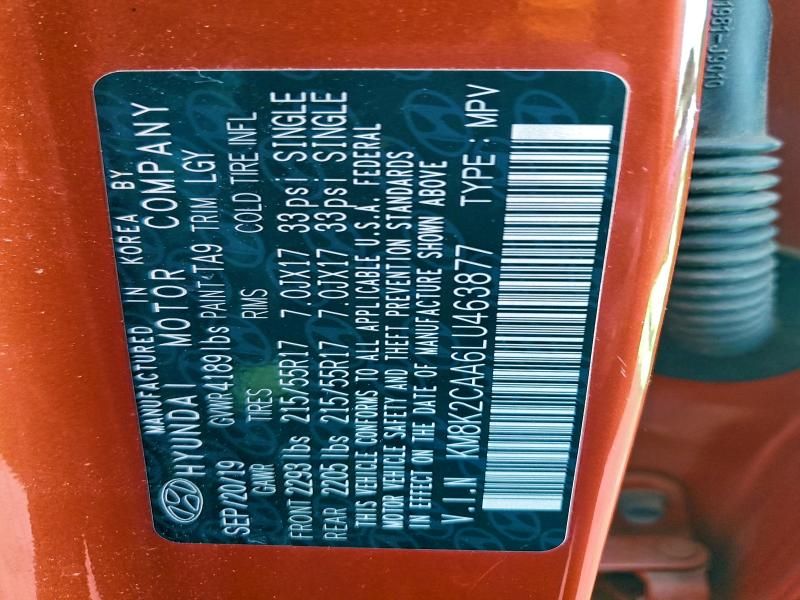 MANUFACTURED IN KOREA BY
HYUNDAI MOTOR COMPANY
SEP/20/19 GVWR 4189 lbs PAINT TA9 TRIM LGY
GAWR TIRES RIMS COLD TIRE INFL
FRONT 2293 lbs 215/55R17 7.0JX17 33psi SINGLE
REAR 2205 lbs 215/55R17 7.0JX17 33psi SINGLE
THIS VEHICLE CONFORMS TO ALL APPLICABLE U.S.A. FEDERAL
MOTOR VEHICLE SAFETY AND THEFT PREVENTION STANDARDS
IN EFFECT ON THE DATE OF MANUFACTURE SHOWN ABOVE
V.I.N KM8K2CAA6LU463877 TYPE: MPV
1981-J9010